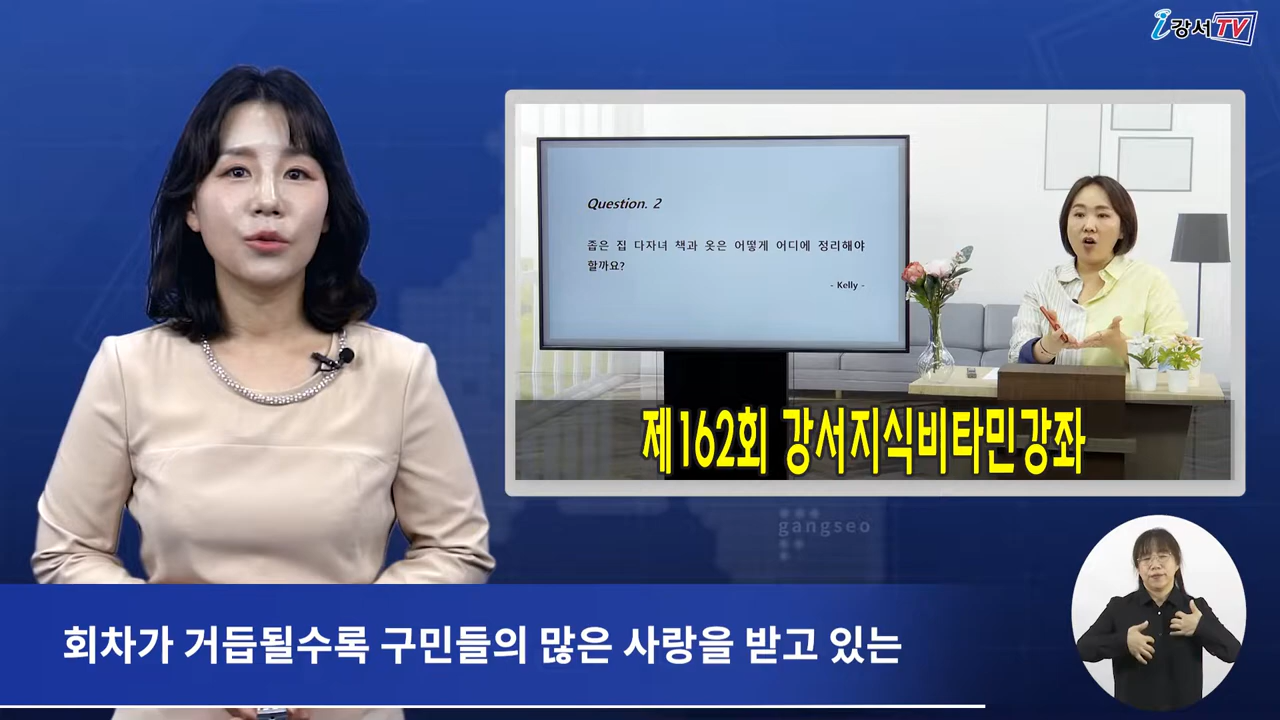 i강서TV
Question. 2
좁은 집 다자녀 책과 옷은 어떻게 어디에 정리해야
할까요?
- Kelly -
제162회 강서지식비타민강좌
gangseo
회차가 거듭될수록 구민들의 많은 사랑을 받고 있는